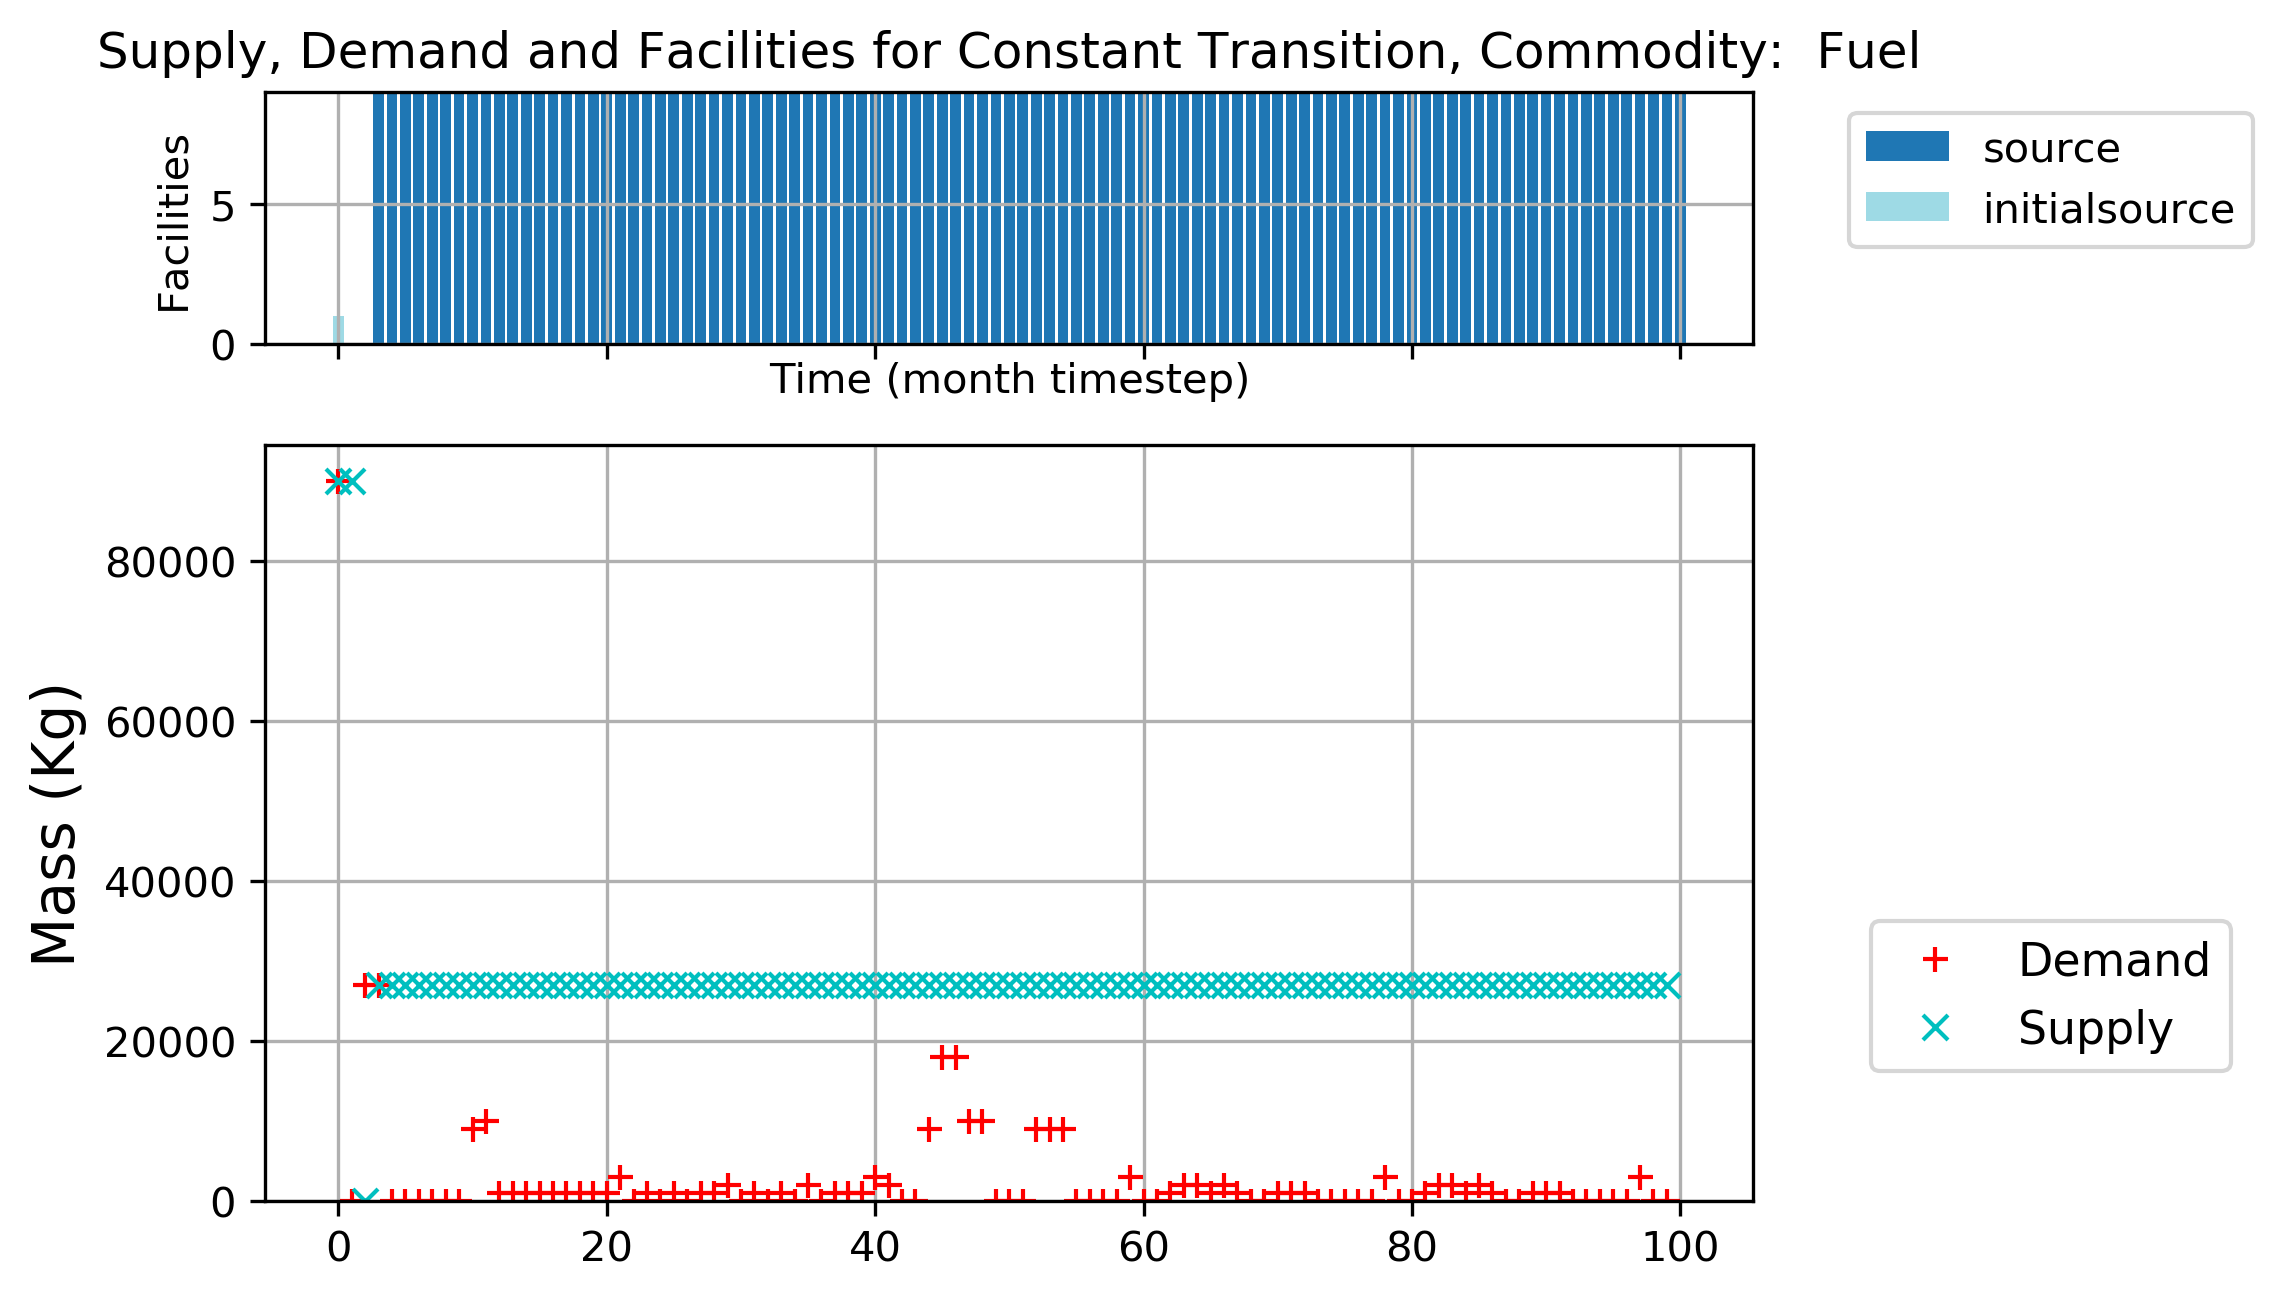 Supply, Demand and Facilities for Constant Transition, Commodity:  Fuel
Facilities
5
0
Time (month timestep)
source
initialsource
Mass (Kg)
80000
60000
40000
20000
0
0 20 40 60 80 100
Demand
Supply